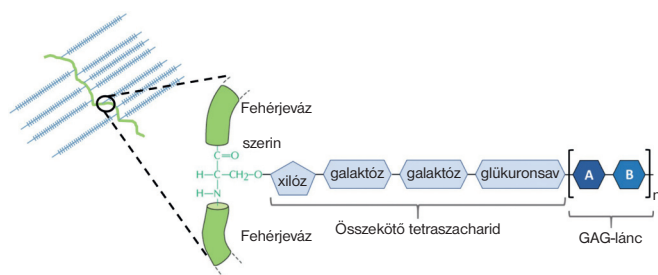 Fehérjeváz
szerin
C=O
H–C–CH2–O–
H–N
xilóz
galaktóz
galaktóz
glükuronsav
A
B
n
Fehérjeváz
Összekötő tetraszacharid
GAG-lánc